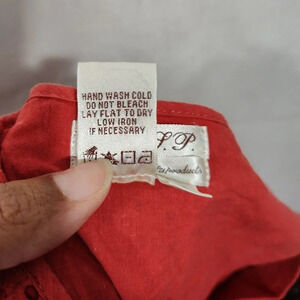 HAND WASH COLD
DO NOT BLEACH
LAY FLAT TO DRY
LOW IRON
IF NECESSARY
S.P.